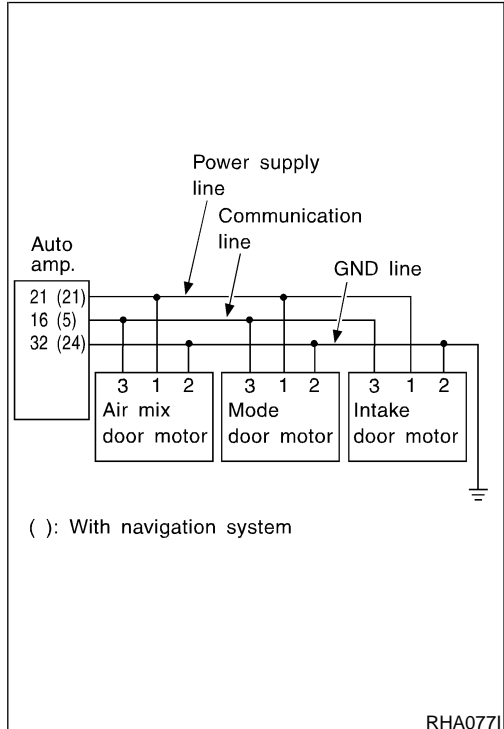 Power supply
line
Communication
line
Auto
amp.
GND line
21 (21)
16 (5)
32 (24)
3 1 2
3 1 2
3 1 2
Air mix
door motor
Mode
door motor
Intake
door motor
( ): With navigation system
RHA077I